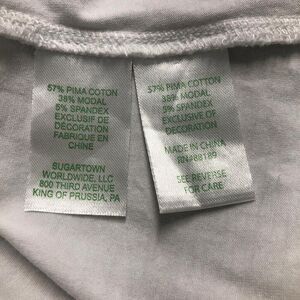 57% PIMA COTON
38% MODAL
5% SPANDEX
EXCLUSIF DE
DECORATION
FABRIQUE EN
CHINE
SUGARTOWN
WORLDWIDE, LLC
800 THIRD AVENUE
KING OF PRUSSIA, PA
57% PIMA COTTON
38% MODAL
5% SPANDEX
EXCLUSIVE OF
DECORATION
MADE IN CHINA
RN#88189
SEE REVERSE
FOR CARE